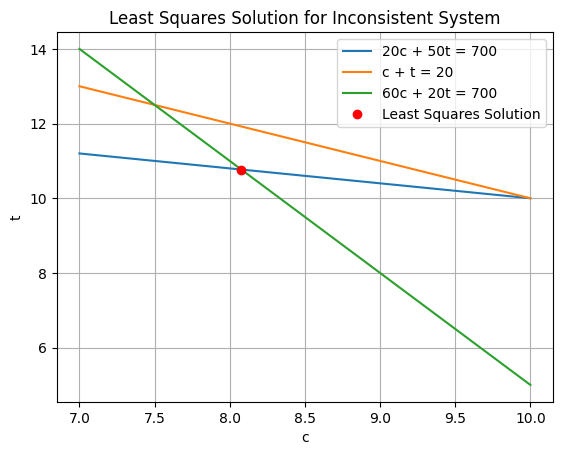 Least Squares Solution for Inconsistent System
20c + 50t = 700
c + t = 20
60c + 20t = 700
Least Squares Solution
14
12
10
8
6
t
7.0 7.5 8.0 8.5 9.0 9.5 10.0
c